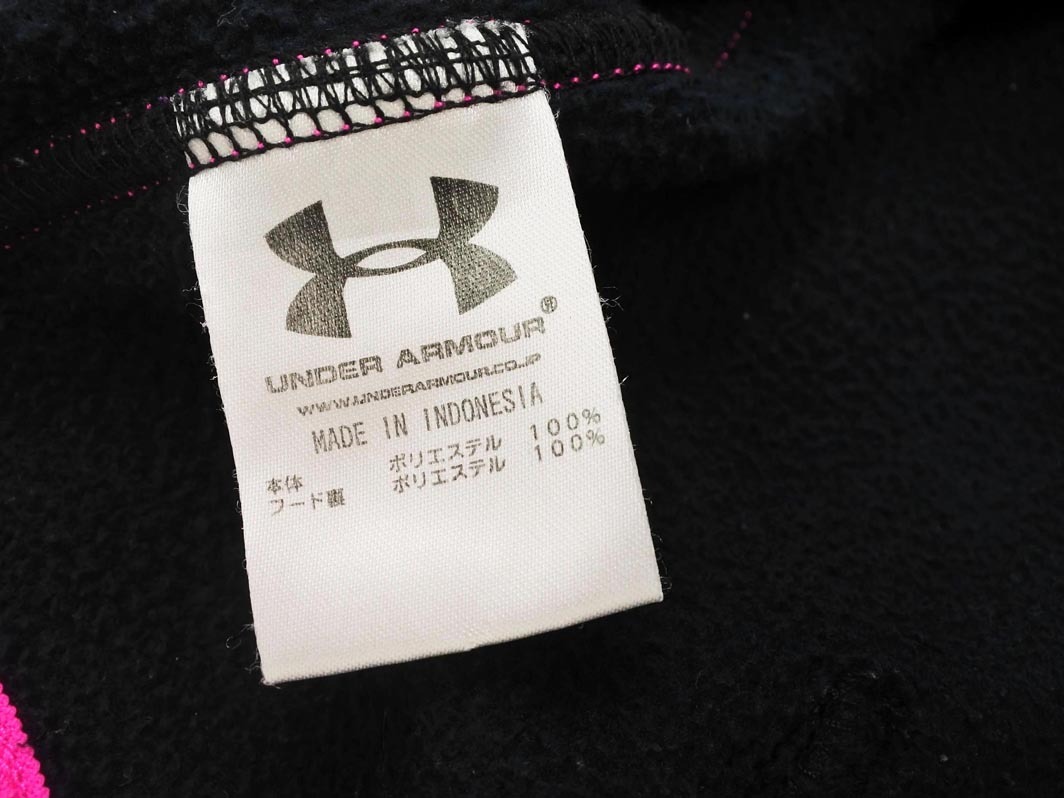 UNDER ARMOUR®
WWW.UNDERARMOUR.CO.JP
MADE IN INDONESIA
本体 ポリエステル 100%
フード裏 ポリエステル 100%